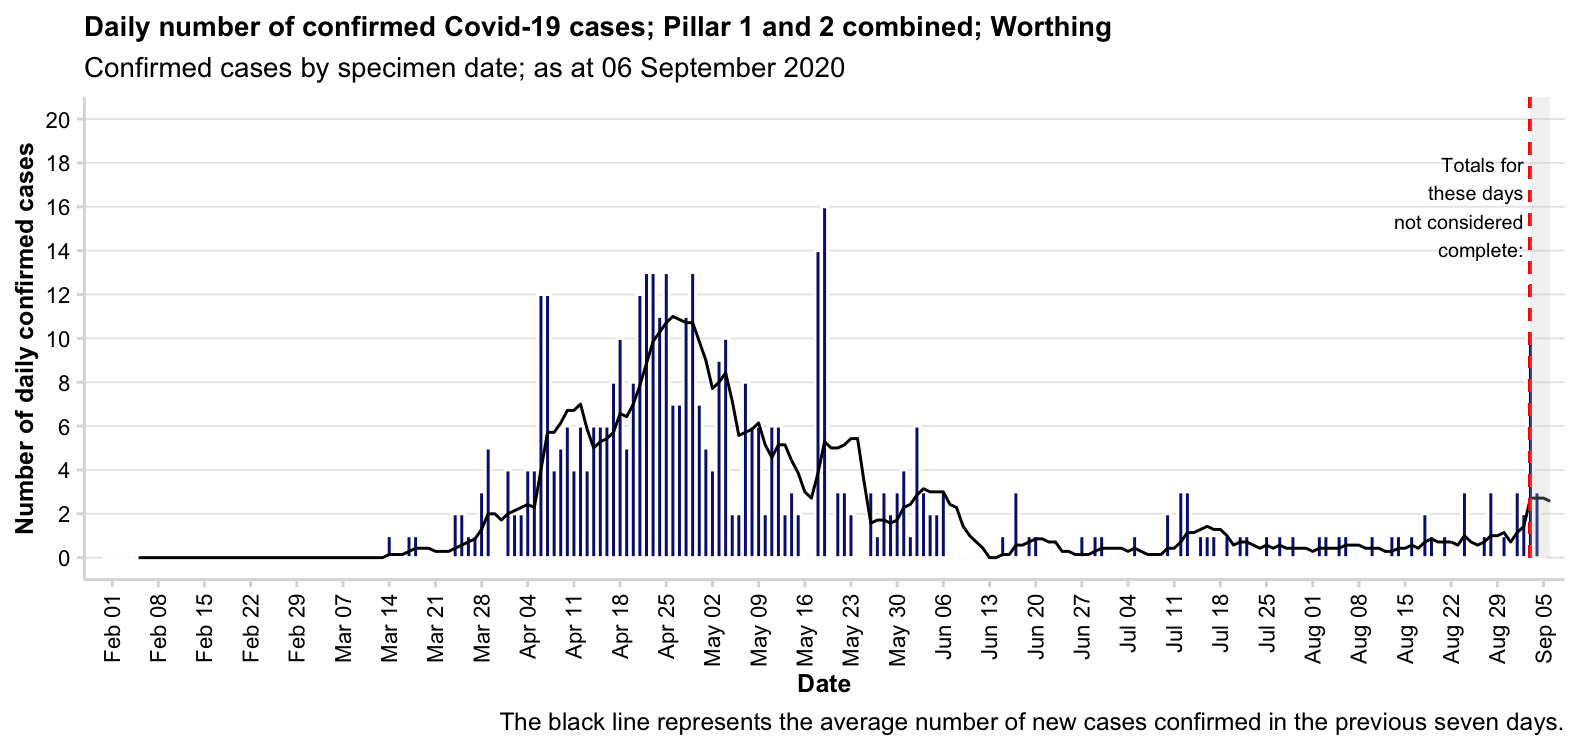 Daily number of confirmed Covid-19 cases; Pillar 1 and 2 combined; Worthing
Confirmed cases by specimen date; as at 06 September 2020
Number of daily confirmed cases
20
18
16
14
12
10
8
6
4
2
0
Totals for
these days
not considered
complete:
Feb 01
Feb 08
Feb 15
Feb 22
Feb 29
Mar 07
Mar 14
Mar 21
Mar 28
Apr 04
Apr 11
Apr 18
Apr 25
May 02
May 09
May 16
May 23
May 30
Jun 06
Jun 13
Jun 20
Jun 27
Jul 04
Jul 11
Jul 18
Jul 25
Aug 01
Aug 08
Aug 15
Aug 22
Aug 29
Sep 05
Date
The black line represents the average number of new cases confirmed in the previous seven days.